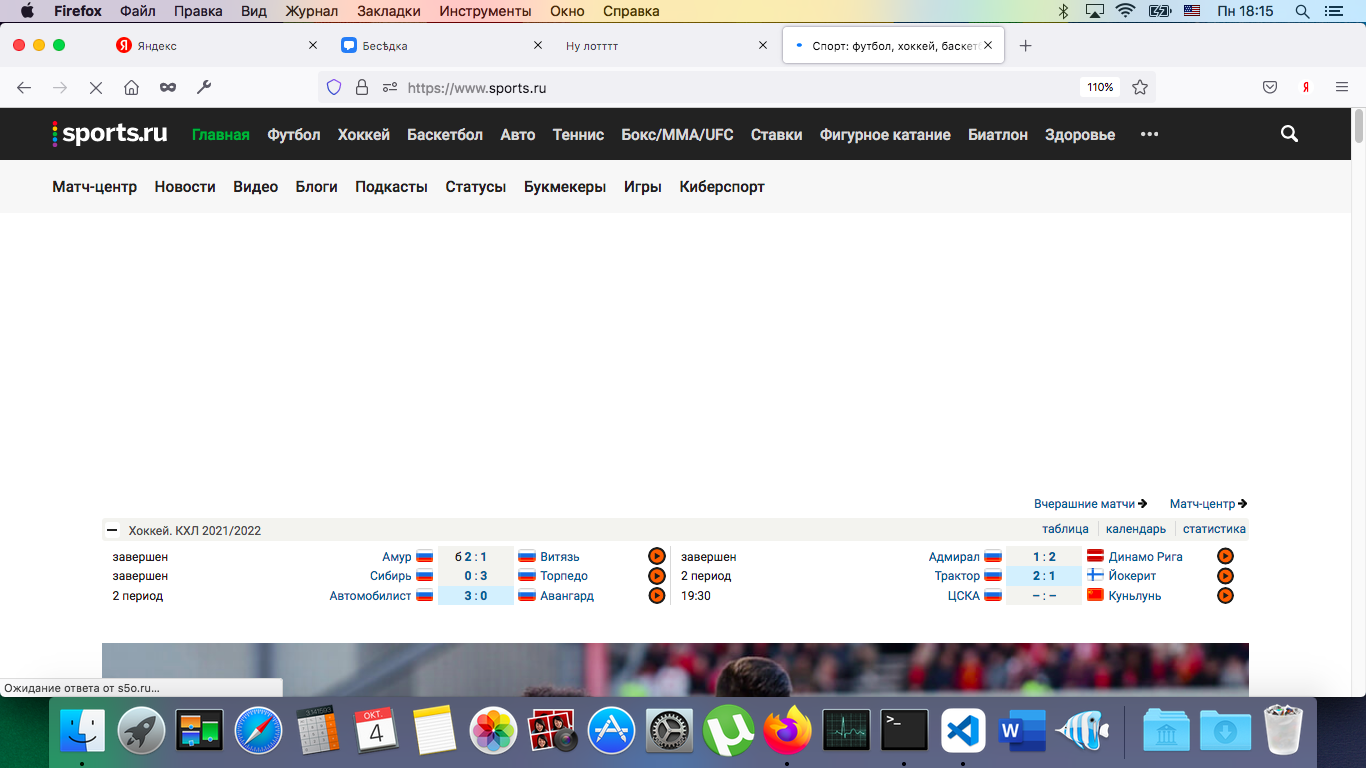 Firefox Файл Правка Вид Журнал Закладки Инструменты Окно Справка Пн 18:15
Яндекс Бесѣдка Ну лотттт Спорт: футбол, хоккей, баскет
https://www.sports.ru 110% Я
sports.ru Главная Футбол Хоккей Баскетбол Авто Теннис Бокс/MMA/UFC Ставки Фигурное катание Биатлон Здоровье •••
Матч-центр Новости Видео Блоги Подкасты Статусы Букмекеры Игры Киберспорт
Вчерашние матчи Матч-центр
Хоккей. КХЛ 2021/2022 таблица календарь статистика
завершен Амур б 2 : 1 Витязь завершен Адмирал 1 : 2 Динамо Рига
завершен Сибирь 0 : 3 Торпедо 2 период Трактор 2 : 1 Йокерит
2 период Автомобилист 3 : 0 Авангард 19:30 ЦСКА – : – Куньлунь
Ожидание ответа от s5o.ru...
ОКТ.
4
>_
W